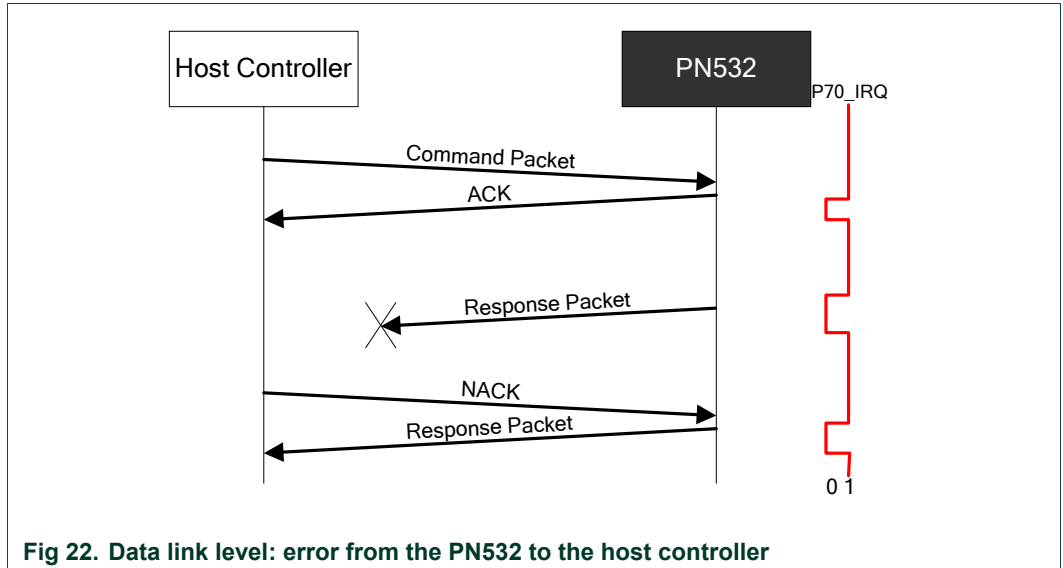 Host Controller
PN532
P70_IRQ
Command Packet
ACK
Response Packet
NACK
Response Packet
0 1
Fig 22. Data link level: error from the PN532 to the host controller